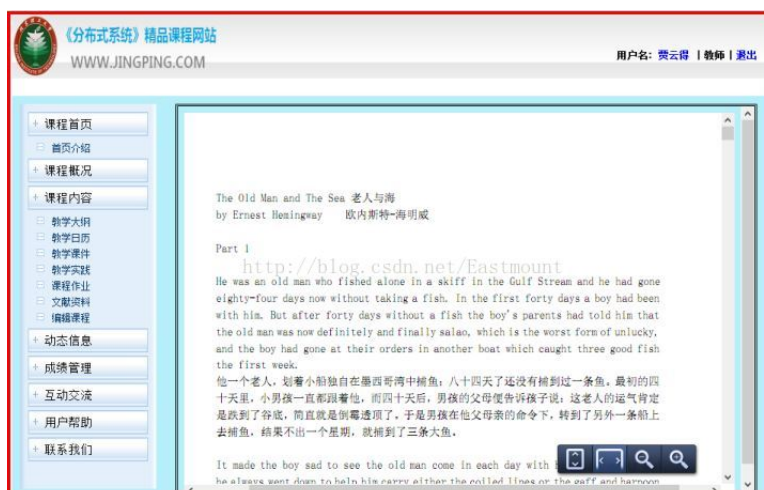 《分布式系统》精品课程网站
WWW.JINGPING.COM
用户名: 贾云得 | 教师 | 退出
课程首页
首页介绍
课程概况
课程内容
教学大纲
教学日历
教学课件
教学实践
课程作业
文献资料
编辑课程
动态信息
成绩管理
互动交流
用户帮助
联系我们
The Old Man and The Sea 老人与海
by Ernest Hemingway 欧内斯特-海明威
Part 1
http://blog.csdn.net/Eastmount
He was an old man who fished alone in a skiff in the Gulf Stream and he had gone
eighty-four days now without taking a fish. In the first forty days a boy had been
with him. But after forty days without a fish the boy's parents had told him that
the old man was now definitely and finally salao, which is the worst form of unlucky,
and the boy had gone at their orders in another boat which caught three good fish
the first week.
他一个老人，划着小船独自在墨西哥湾中捕鱼；八十四天了还没有捕到过一条鱼。最初的四
十天里，小男孩一直都跟着他，而四十天后，男孩的父母便告诉孩子说；这老人的运气肯定
是跌到了谷底，简直就是倒霉透顶了。于是男孩在他父母亲的命令下，转到了另外一条船上
去捕鱼，结果不出一个星期，就捕到了三条大鱼。
It made the boy sad to see the old man come in each day with
he always went down to help him carry either the coiled lines or the gaff and harpoon